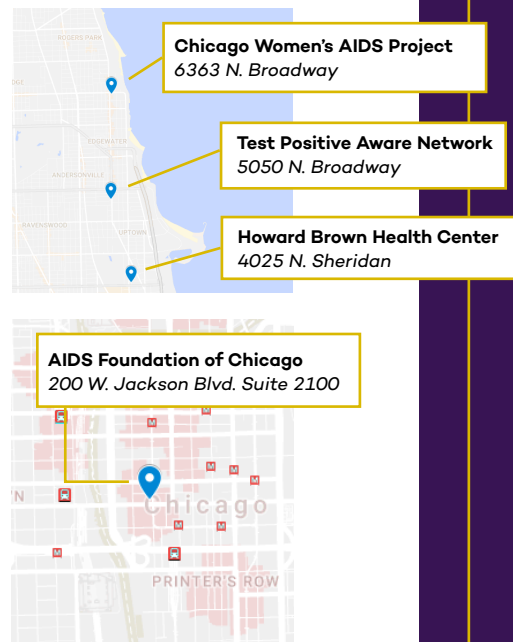 ROGERS PARK
Chicago Women's AIDS Project
6363 N. Broadway
DGE
EDGEWATER
Test Positive Aware Network
5050 N. Broadway
ANDERSONVILLE
RAVENSWOOD
UPTOWN
Howard Brown Health Center
4025 N. Sheridan
AIDS Foundation of Chicago
200 W. Jackson Blvd. Suite 2100
M
M
M
M
M
N
Chicago
M
M
M
M
PRINTER'S ROW